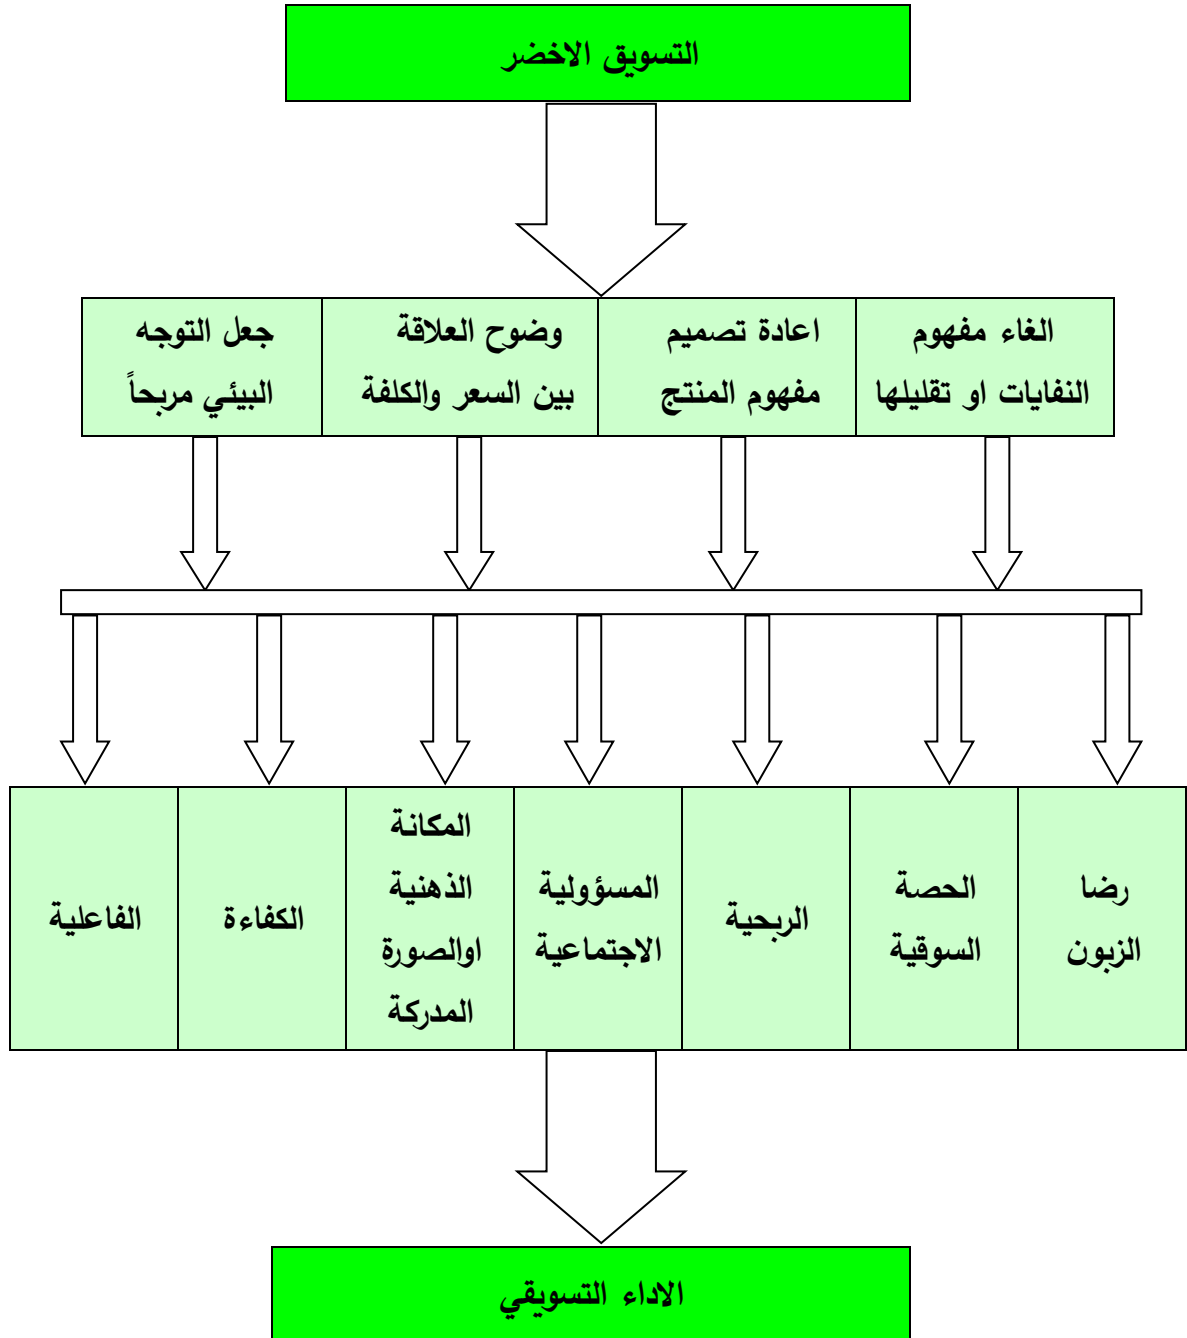 التسويق الاخضر
الغاء مفهوم
النفايات او تقليلها
اعادة تصميم
مفهوم المنتج
وضوح العلاقة
بين السعر والكلفة
جعل التوجه
البيئي مربحاً
رضا
الزبون
الحصة
السوقية
الربحية
المسؤولية
الاجتماعية
المكانة
الذهنية
اوالصورة
المدركة
الكفاءة
الفاعلية
الاداء التسويقي